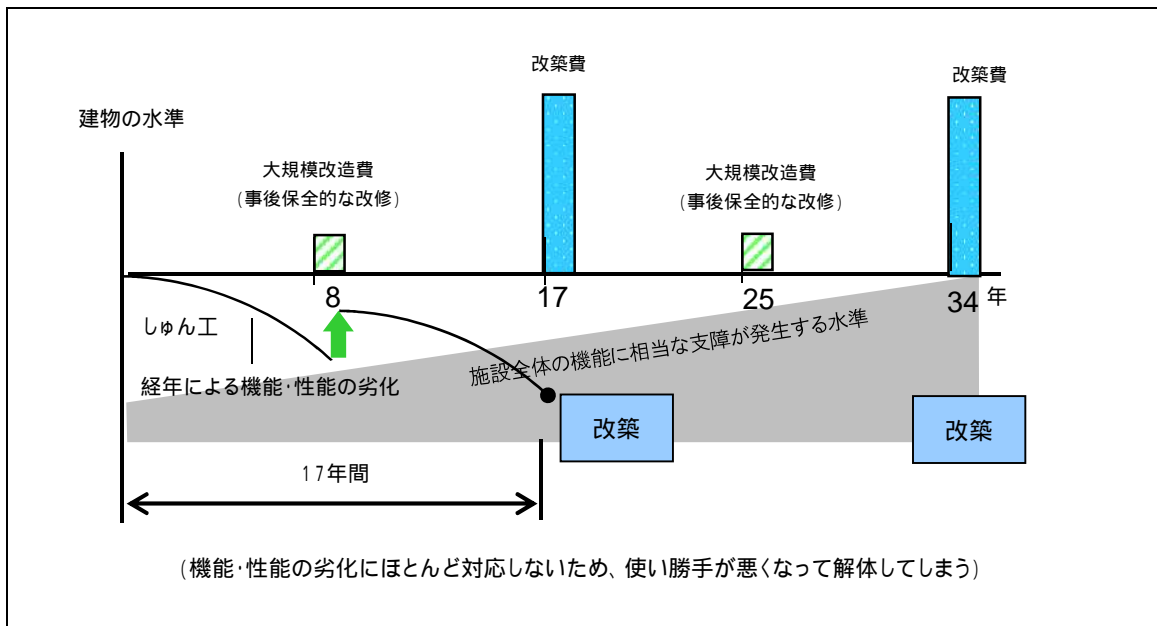 改築費
改築費
建物の水準
大規模改造費
(事後保全的な改修)
大規模改造費
(事後保全的な改修)
8
17
25
34
年
しゅん工
施設全体の機能に相当な支障が発生する水準
経年による機能・性能の劣化
改築
改築
17年間
(機能・性能の劣化にほとんど対応しないため、使い勝手が悪くなって解体してしまう)